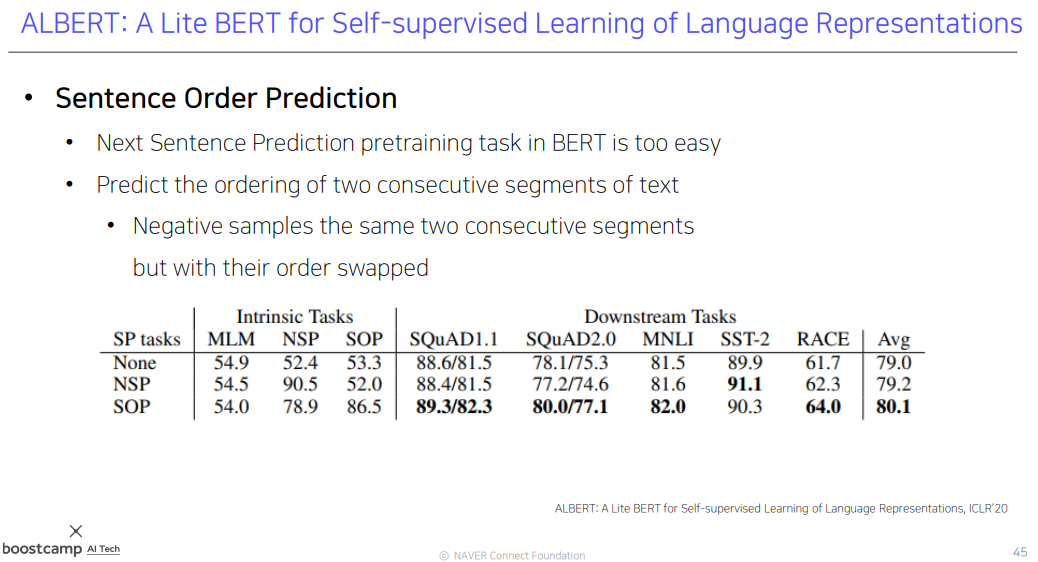 ALBERT: A Lite BERT for Self-supervised Learning of Language Representations
• Sentence Order Prediction
• Next Sentence Prediction pretraining task in BERT is too easy
• Predict the ordering of two consecutive segments of text
• Negative samples the same two consecutive segments
but with their order swapped
Intrinsic Tasks Downstream Tasks
SP tasks MLM NSP SOP SQuAD1.1 SQuAD2.0 MNLI SST-2 RACE Avg
None 54.9 52.4 53.3 88.6/81.5 78.1/75.3 81.5 89.9 61.7 79.0
NSP 54.5 90.5 52.0 88.4/81.5 77.2/74.6 81.6 91.1 62.3 79.2
SOP 54.0 78.9 86.5 89.3/82.3 80.0/77.1 82.0 90.3 64.0 80.1
ALBERT: A Lite BERT for Self-supervised Learning of Language Representations, ICLR'20
boostcamp AI Tech
© NAVER Connect Foundation
45